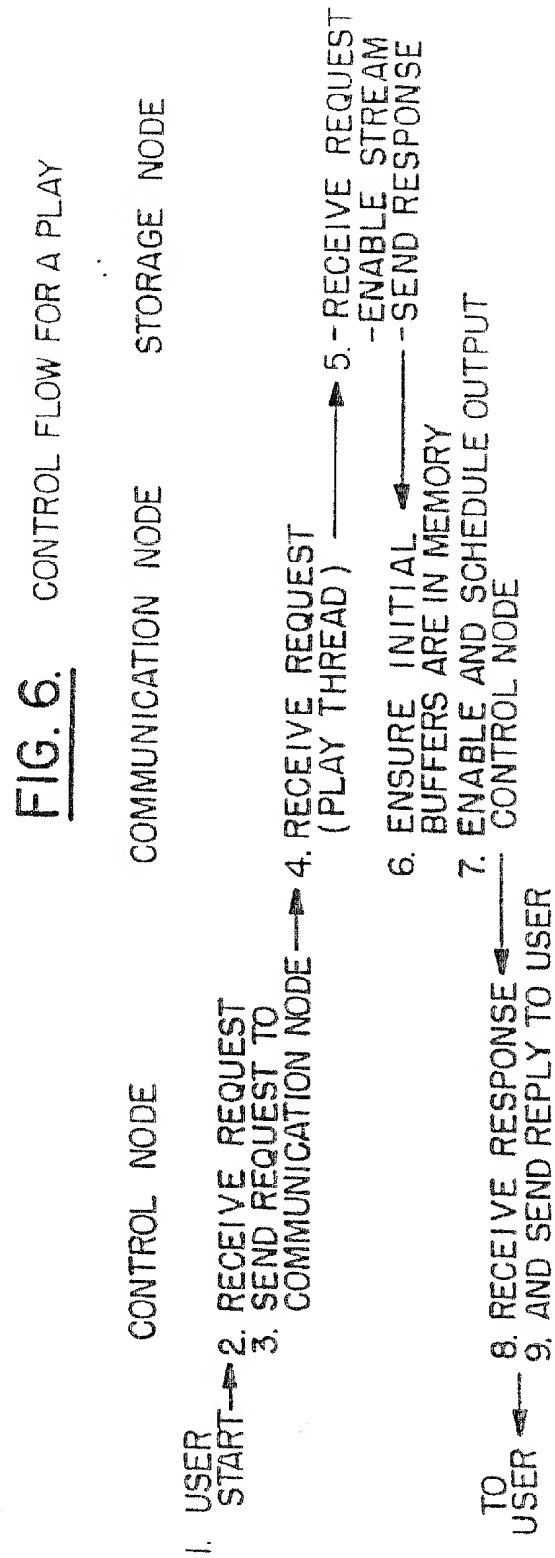 FIG. 6. CONTROL FLOW FOR A PLAY
CONTROL NODE COMMUNICATION NODE STORAGE NODE
1. USER
START
2. RECEIVE REQUEST
3. SEND REQUEST TO
COMMUNICATION NODE
4. RECEIVE REQUEST
(PLAY THREAD)
5. - RECEIVE REQUEST
- ENABLE STREAM
- SEND RESPONSE
6. ENSURE INITIAL
BUFFERS ARE IN MEMORY
7. ENABLE AND SCHEDULE OUTPUT
CONTROL NODE
8. RECEIVE RESPONSE
9. AND SEND REPLY TO USER
TO
USER